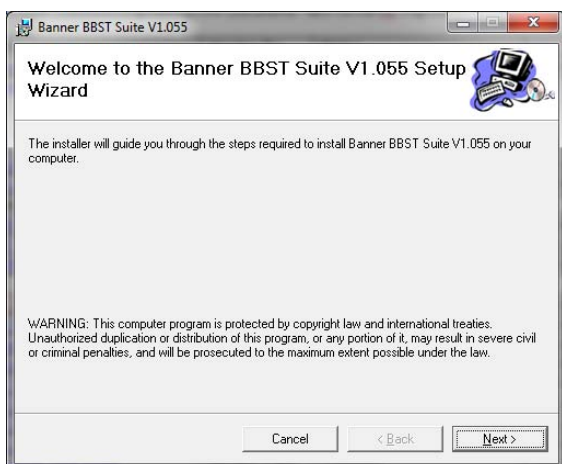 Banner BBST Suite V1.055
Welcome to the Banner BBST Suite V1.055 Setup
Wizard
The installer will guide you through the steps required to install Banner BBST Suite V1.055 on your
computer.
WARNING: This computer program is protected by copyright law and international treaties.
Unauthorized duplication or distribution of this program, or any portion of it, may result in severe civil
or criminal penalties, and will be prosecuted to the maximum extent possible under the law.
Cancel < Back Next >